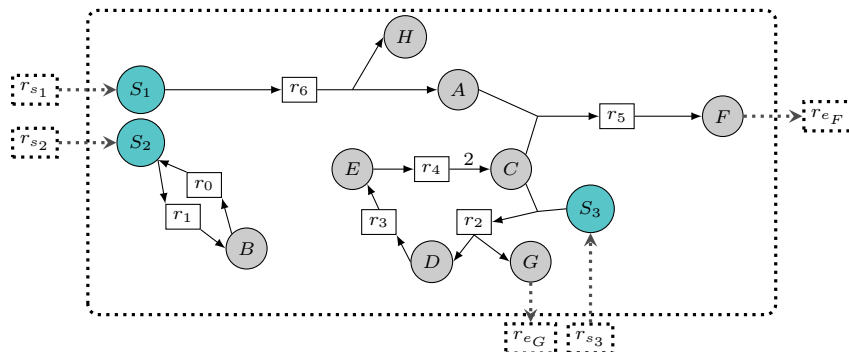 H
r_{s_1}
S_1
r_6
A
r_5
F
r_{e_F}
r_{s_2}
S_2
r_0
E
r_4
2
C
r_1
r_3
r_2
S_3
B
D
G
r_{e_G}
r_{s_3}